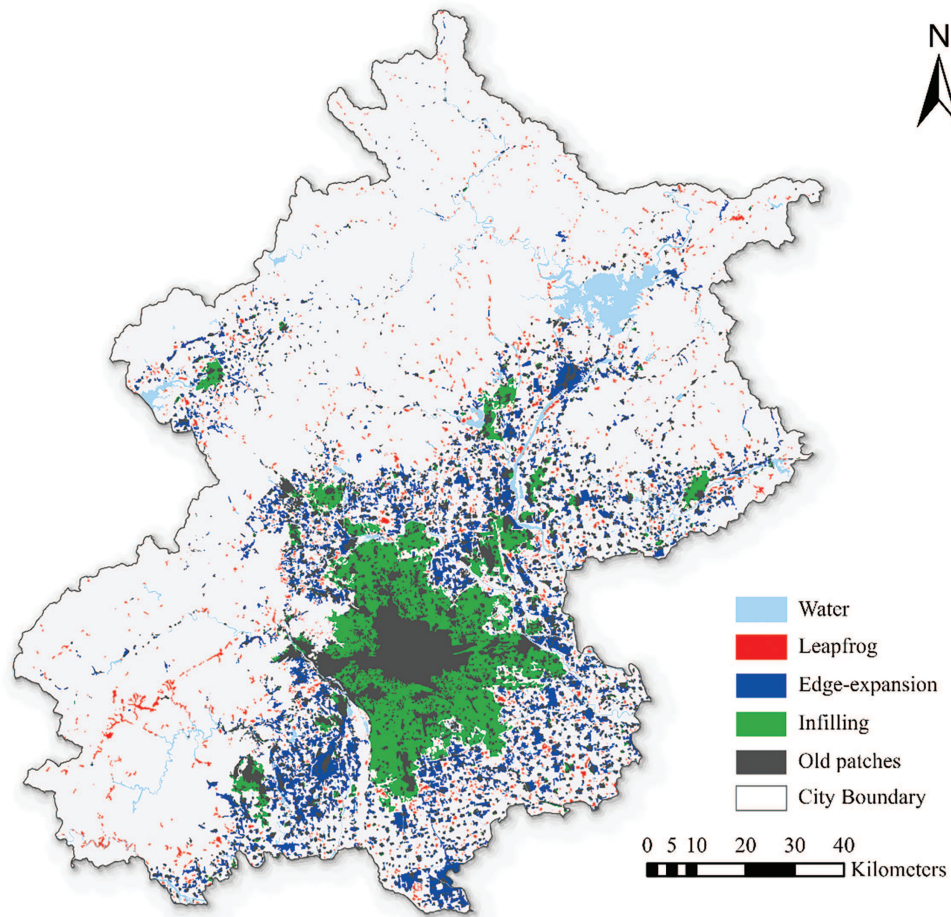 N
Water
Leapfrog
Edge-expansion
Infilling
Old patches
City Boundary
0 5 10 20 30 40
Kilometers